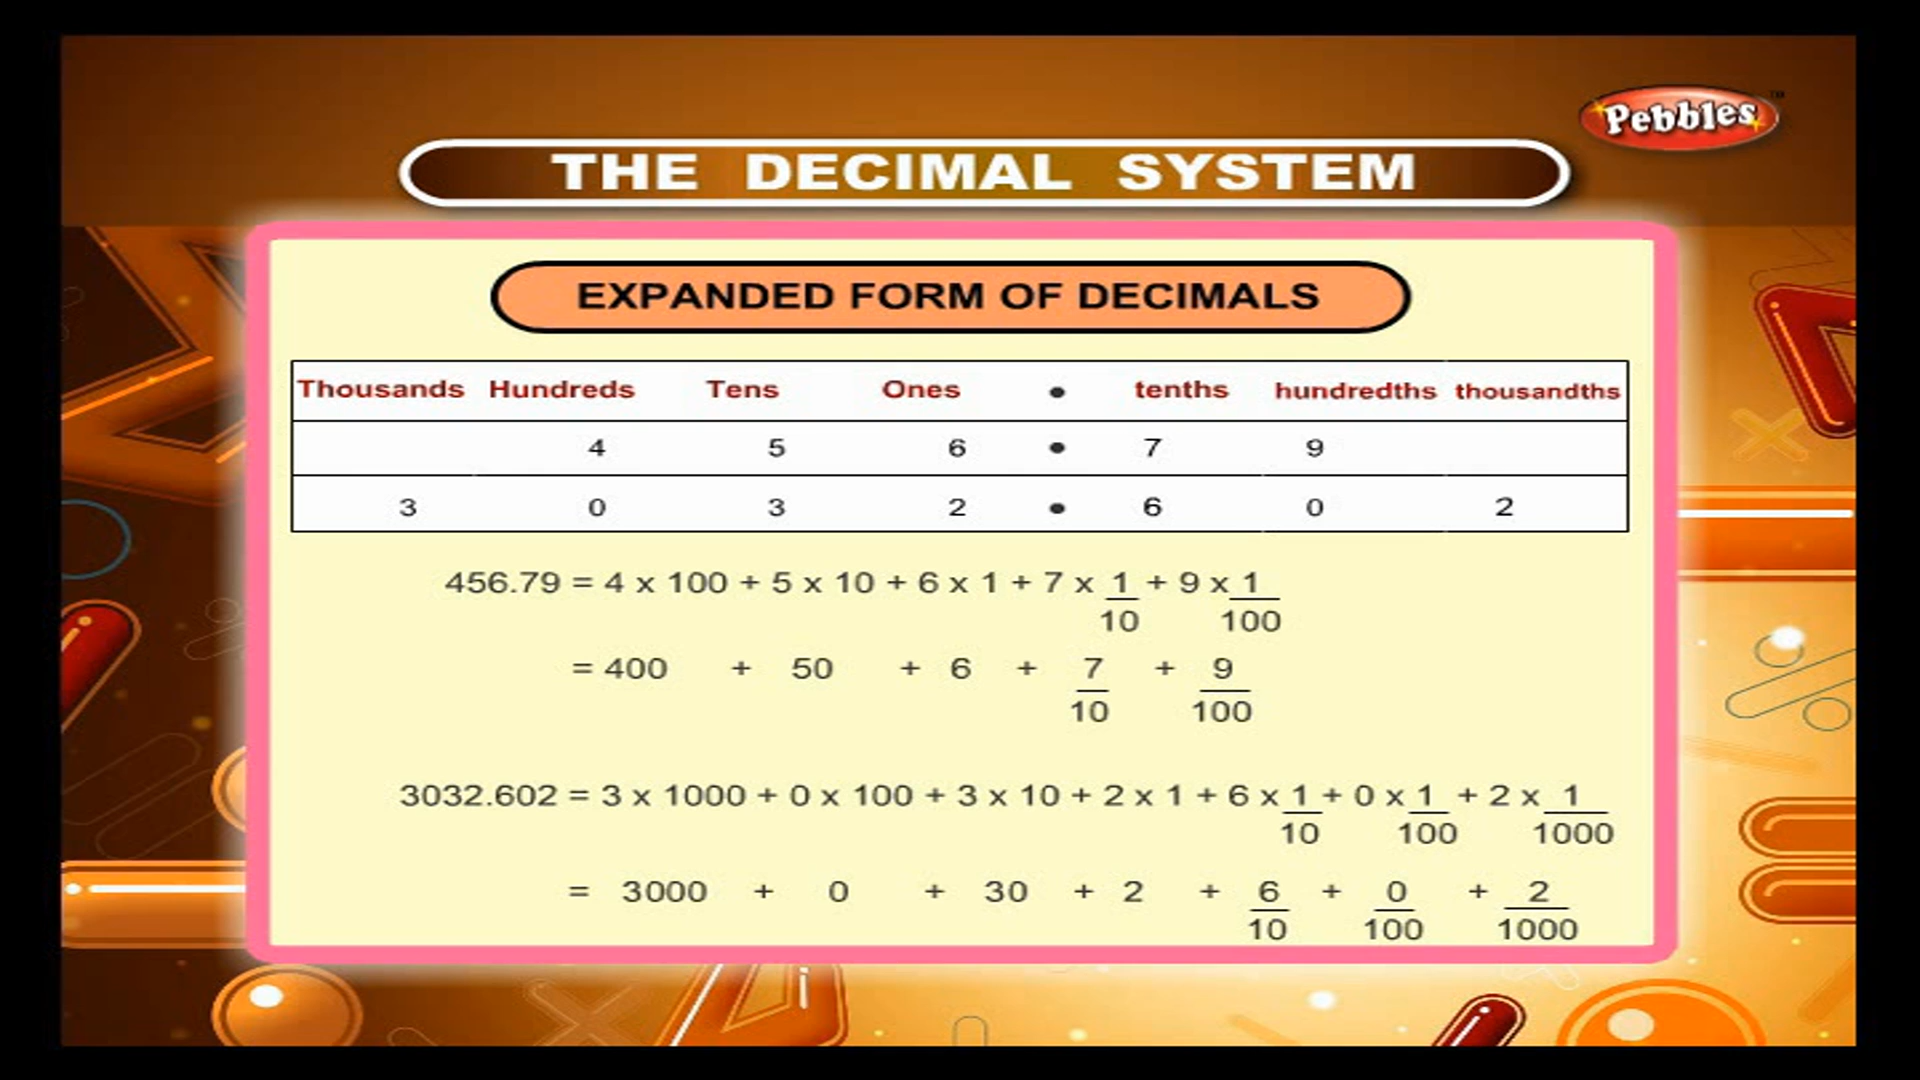 Pebbles™
THE DECIMAL SYSTEM
EXPANDED FORM OF DECIMALS
Thousands Hundreds Tens Ones • tenths hundredths thousandths
4 5 6 • 7 9
3 0 3 2 • 6 0 2
456.79 = 4 x 100 + 5 x 10 + 6 x 1 + 7 x 1 + 9 x 1
10 100
= 400 + 50 + 6 + 7 + 9
10 100
3032.602 = 3 x 1000 + 0 x 100 + 3 x 10 + 2 x 1 + 6 x 1 + 0 x 1 + 2 x 1
10 100 1000
= 3000 + 0 + 30 + 2 + 6 + 0 + 2
10 100 1000